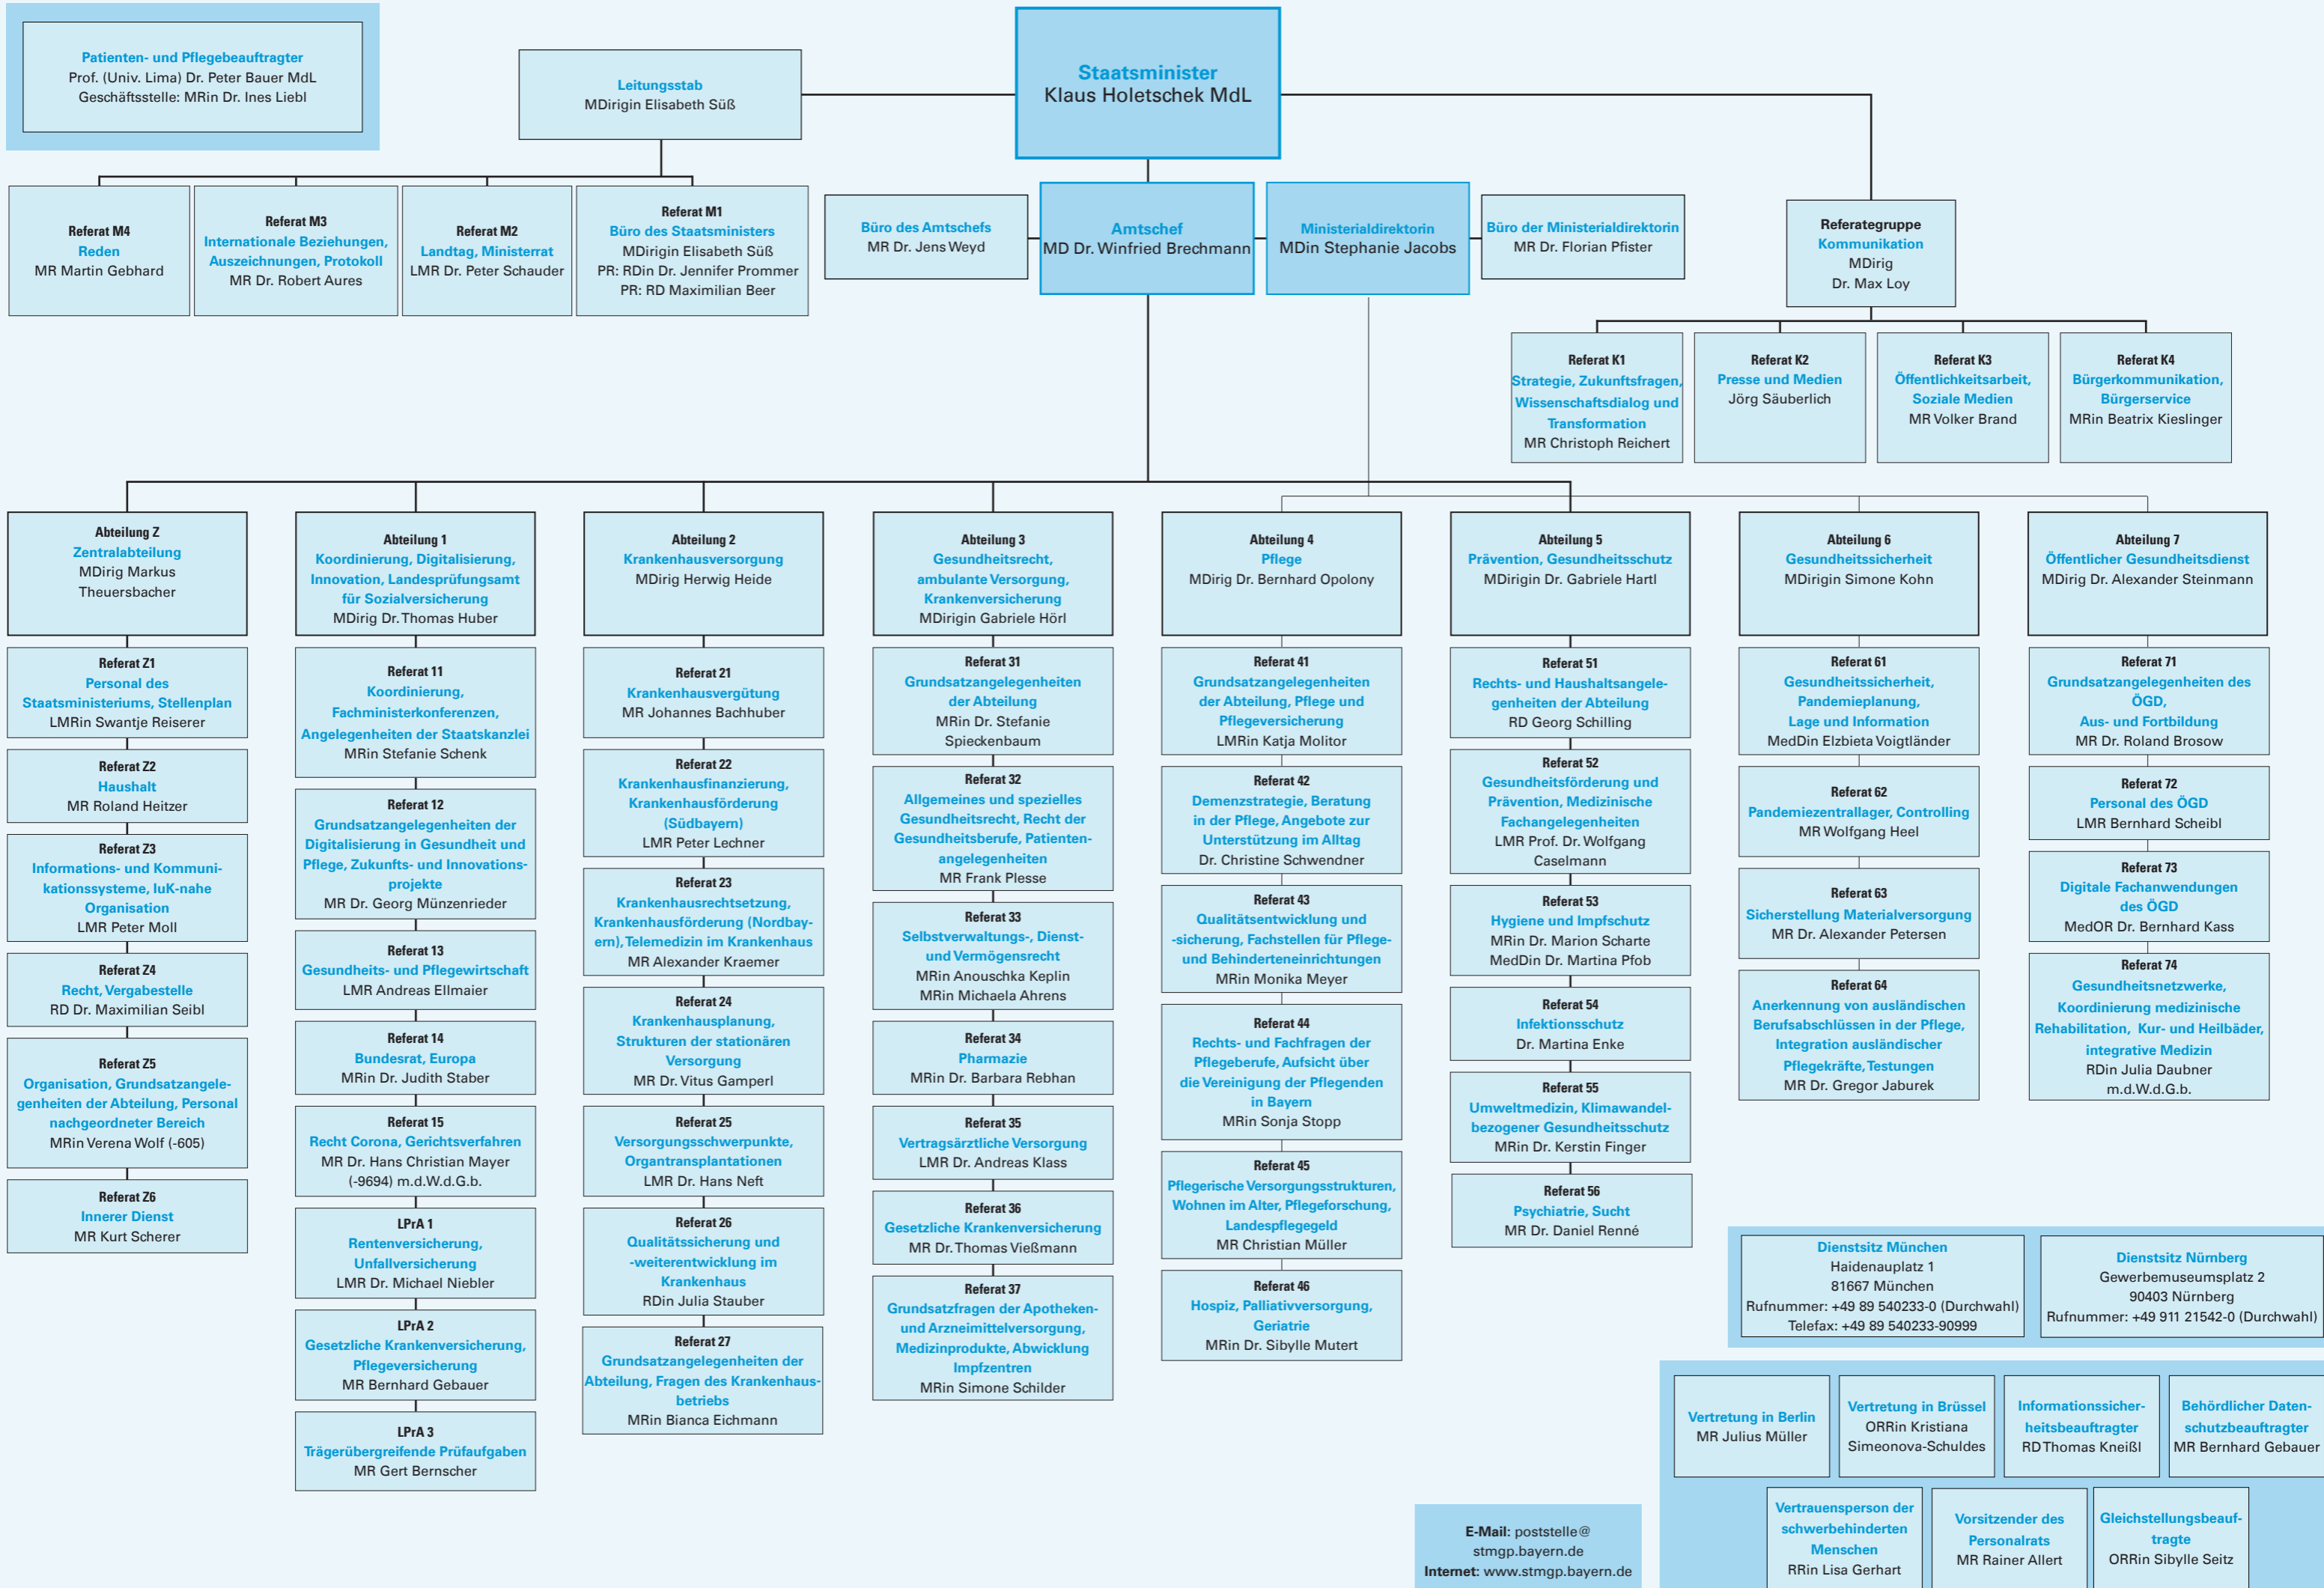 Patienten- und Pflegebeauftragter
Prof. (Univ. Lima) Dr. Peter Bauer MdL
Geschäftsstelle: MRin Dr. Ines Liebl
Leitungsstab
MDirigin Elisabeth Süß
Staatsminister
Klaus Holetschek MdL
Referat M4
Reden
MR Martin Gebhard
Referat M3
Internationale Beziehungen,
Auszeichnungen, Protokoll
MR Dr. Robert Aures
Referat M2
Landtag, Ministerrat
LMR Dr. Peter Schauder
Referat M1
Büro des Staatsministers
MDirigin Elisabeth Süß
PR: RDin Dr. Jennifer Prommer
PR: RD Maximilian Beer
Büro des Amtschefs
MR Dr. Jens Weyd
Amtschef
MD Dr. Winfried Brechmann
Ministerialdirektorin
MDin Stephanie Jacobs
Büro der Ministerialdirektorin
MR Dr. Florian Pfister
Referategruppe
Kommunikation
MDirig
Dr. Max Loy
Referat K1
Strategie, Zukunftsfragen,
Wissenschaftsdialog und
Transformation
MR Christoph Reichert
Referat K2
Presse und Medien
Jörg Säuberlich
Referat K3
Öffentlichkeitsarbeit,
Soziale Medien
MR Volker Brand
Referat K4
Bürgerkommunikation,
Bürgerservice
MRin Beatrix Kieslinger
Abteilung Z
Zentralabteilung
MDirig Markus
Theuersbacher
Referat Z1
Personal des
Staatsministeriums, Stellenplan
LMRin Swantje Reiserer
Referat Z2
Haushalt
MR Roland Heitzer
Referat Z3
Informations- und Kommuni-
kationssysteme, IuK-nahe
Organisation
LMR Peter Moll
Referat Z4
Recht, Vergabestelle
RD Dr. Maximilian Seibl
Referat Z5
Organisation, Grundsatzangele-
genheiten der Abteilung, Personal
nachgeordneter Bereich
MRin Verena Wolf (-605)
Referat Z6
Innerer Dienst
MR Kurt Scherer
Abteilung 1
Koordinierung, Digitalisierung,
Innovation, Landesprüfungsamt
für Sozialversicherung
MDirig Dr. Thomas Huber
Referat 11
Koordinierung,
Fachministerkonferenzen,
Angelegenheiten der Staatskanzlei
MRin Stefanie Schenk
Referat 12
Grundsatzangelegenheiten der
Digitalisierung in Gesundheit und
Pflege, Zukunfts- und Innovations-
projekte
MR Dr. Georg Münzenrieder
Referat 13
Gesundheits- und Pflegewirtschaft
LMR Andreas Ellmaier
Referat 14
Bundesrat, Europa
MRin Dr. Judith Staber
Referat 15
Recht Corona, Gerichtsverfahren
MR Dr. Hans Christian Mayer
(-9694) m.d.W.d.G.b.
LPrA 1
Rentenversicherung,
Unfallversicherung
LMR Dr. Michael Niebler
LPrA 2
Gesetzliche Krankenversicherung,
Pflegeversicherung
MR Bernhard Gebauer
LPrA 3
Trägerübergreifende Prüfaufgaben
MR Gert Bernscher
Abteilung 2
Krankenhausversorgung
MDirig Herwig Heide
Referat 21
Krankenhausvergütung
MR Johannes Bachhuber
Referat 22
Krankenhausfinanzierung,
Krankenhausförderung
(Südbayern)
LMR Peter Lechner
Referat 23
Krankenhausrechtsetzung,
Krankenhausförderung (Nordbay-
ern), Telemedizin im Krankenhaus
MR Alexander Kraemer
Referat 24
Krankenhausplanung,
Strukturen der stationären
Versorgung
MR Dr. Vitus Gamperl
Referat 25
Versorgungsschwerpunkte,
Organtransplantationen
LMR Dr. Hans Neft
Referat 26
Qualitätssicherung und
-weiterentwicklung im
Krankenhaus
RDin Julia Stauber
Referat 27
Grundsatzangelegenheiten der
Abteilung, Fragen des Krankenhaus-
betriebs
MRin Bianca Eichmann
Abteilung 3
Gesundheitsrecht,
ambulante Versorgung,
Krankenversicherung
MDirigin Gabriele Hörl
Referat 31
Grundsatzangelegenheiten
der Abteilung
MRin Dr. Stefanie
Spieckenbaum
Referat 32
Allgemeines und spezielles
Gesundheitsrecht, Recht der
Gesundheitsberufe, Patienten-
angelegenheiten
MR Frank Plesse
Referat 33
Selbstverwaltungs-, Dienst-
und Vermögensrecht
MRin Anouschka Keplin
MRin Michaela Ahrens
Referat 34
Pharmazie
MRin Dr. Barbara Rebhan
Referat 35
Vertragsärztliche Versorgung
LMR Dr. Andreas Klass
Referat 36
Gesetzliche Krankenversicherung
MR Dr. Thomas Vießmann
Referat 37
Grundsatzfragen der Apotheken-
und Arzneimittelversorgung,
Medizinprodukte, Abwicklung
Impfzentren
MRin Simone Schilder
Abteilung 4
Pflege
MDirig Dr. Bernhard Opolony
Referat 41
Grundsatzangelegenheiten
der Abteilung, Pflege und
Pflegeversicherung
LMRin Katja Molitor
Referat 42
Demenzstrategie, Beratung
in der Pflege, Angebote zur
Unterstützung im Alltag
Dr. Christine Schwendner
Referat 43
Qualitätsentwicklung und
-sicherung, Fachstellen für Pflege-
und Behinderteneinrichtungen
MRin Monika Meyer
Referat 44
Rechts- und Fachfragen der
Pflegeberufe, Aufsicht über
die Vereinigung der Pflegenden
in Bayern
MRin Sonja Stopp
Referat 45
Pflegerische Versorgungsstrukturen,
Wohnen im Alter, Pflegeforschung,
Landespflegegeld
MR Christian Müller
Referat 46
Hospiz, Palliativversorgung,
Geriatrie
MRin Dr. Sibylle Mutert
Abteilung 5
Prävention, Gesundheitsschutz
MDirigin Dr. Gabriele Hartl
Referat 51
Rechts- und Haushaltsangele-
genheiten der Abteilung
RD Georg Schilling
Referat 52
Gesundheitsförderung und
Prävention, Medizinische
Fachangelegenheiten
LMR Prof. Dr. Wolfgang
Caselmann
Referat 53
Hygiene und Impfschutz
MRin Dr. Marion Scharte
MedDin Dr. Martina Pfob
Referat 54
Infektionsschutz
Dr. Martina Enke
Referat 55
Umweltmedizin, Klimawandel-
bezogener Gesundheitsschutz
MRin Dr. Kerstin Finger
Referat 56
Psychiatrie, Sucht
MR Dr. Daniel Renné
Abteilung 6
Gesundheitssicherheit
MDirigin Simone Kohn
Referat 61
Gesundheitssicherheit,
Pandemieplanung,
Lage und Information
MedDin Elzbieta Voigtländer
Referat 62
Pandemiezentrallager, Controlling
MR Wolfgang Heel
Referat 63
Sicherstellung Materialversorgung
MR Dr. Alexander Petersen
Referat 64
Anerkennung von ausländischen
Berufsabschlüssen in der Pflege,
Integration ausländischer
Pflegekräfte, Testungen
MR Dr. Gregor Jaburek
Abteilung 7
Öffentlicher Gesundheitsdienst
MDirig Dr. Alexander Steinmann
Referat 71
Grundsatzangelegenheiten des
ÖGD,
Aus- und Fortbildung
MR Dr. Roland Brosow
Referat 72
Personal des ÖGD
LMR Bernhard Scheibl
Referat 73
Digitale Fachanwendungen
des ÖGD
MedOR Dr. Bernhard Kass
Referat 74
Gesundheitsnetzwerke,
Koordinierung medizinische
Rehabilitation, Kur- und Heilbäder,
integrative Medizin
RDin Julia Daubner
m.d.W.d.G.b.
Dienstsitz München
Haidenauplatz 1
81667 München
Rufnummer: +49 89 540233-0 (Durchwahl)
Telefax: +49 89 540233-90999
Dienstsitz Nürnberg
Gewerbemuseumsplatz 2
90403 Nürnberg
Rufnummer: +49 911 21542-0 (Durchwahl)
Vertretung in Berlin
MR Julius Müller
Vertretung in Brüssel
ORRin Kristiana
Simeonova-Schuldes
Informationssicher-
heitsbeauftragter
RD Thomas Kneißl
Behördlicher Daten-
schutzbeauftragter
MR Bernhard Gebauer
Vertrauensperson der
schwerbehinderten
Menschen
RRin Lisa Gerhart
Vorsitzender des
Personalrats
MR Rainer Allert
Gleichstellungsbeauf-
tragte
ORRin Sibylle Seitz
E-Mail: poststelle@
stmgp.bayern.de
Internet: www.stmgp.bayern.de